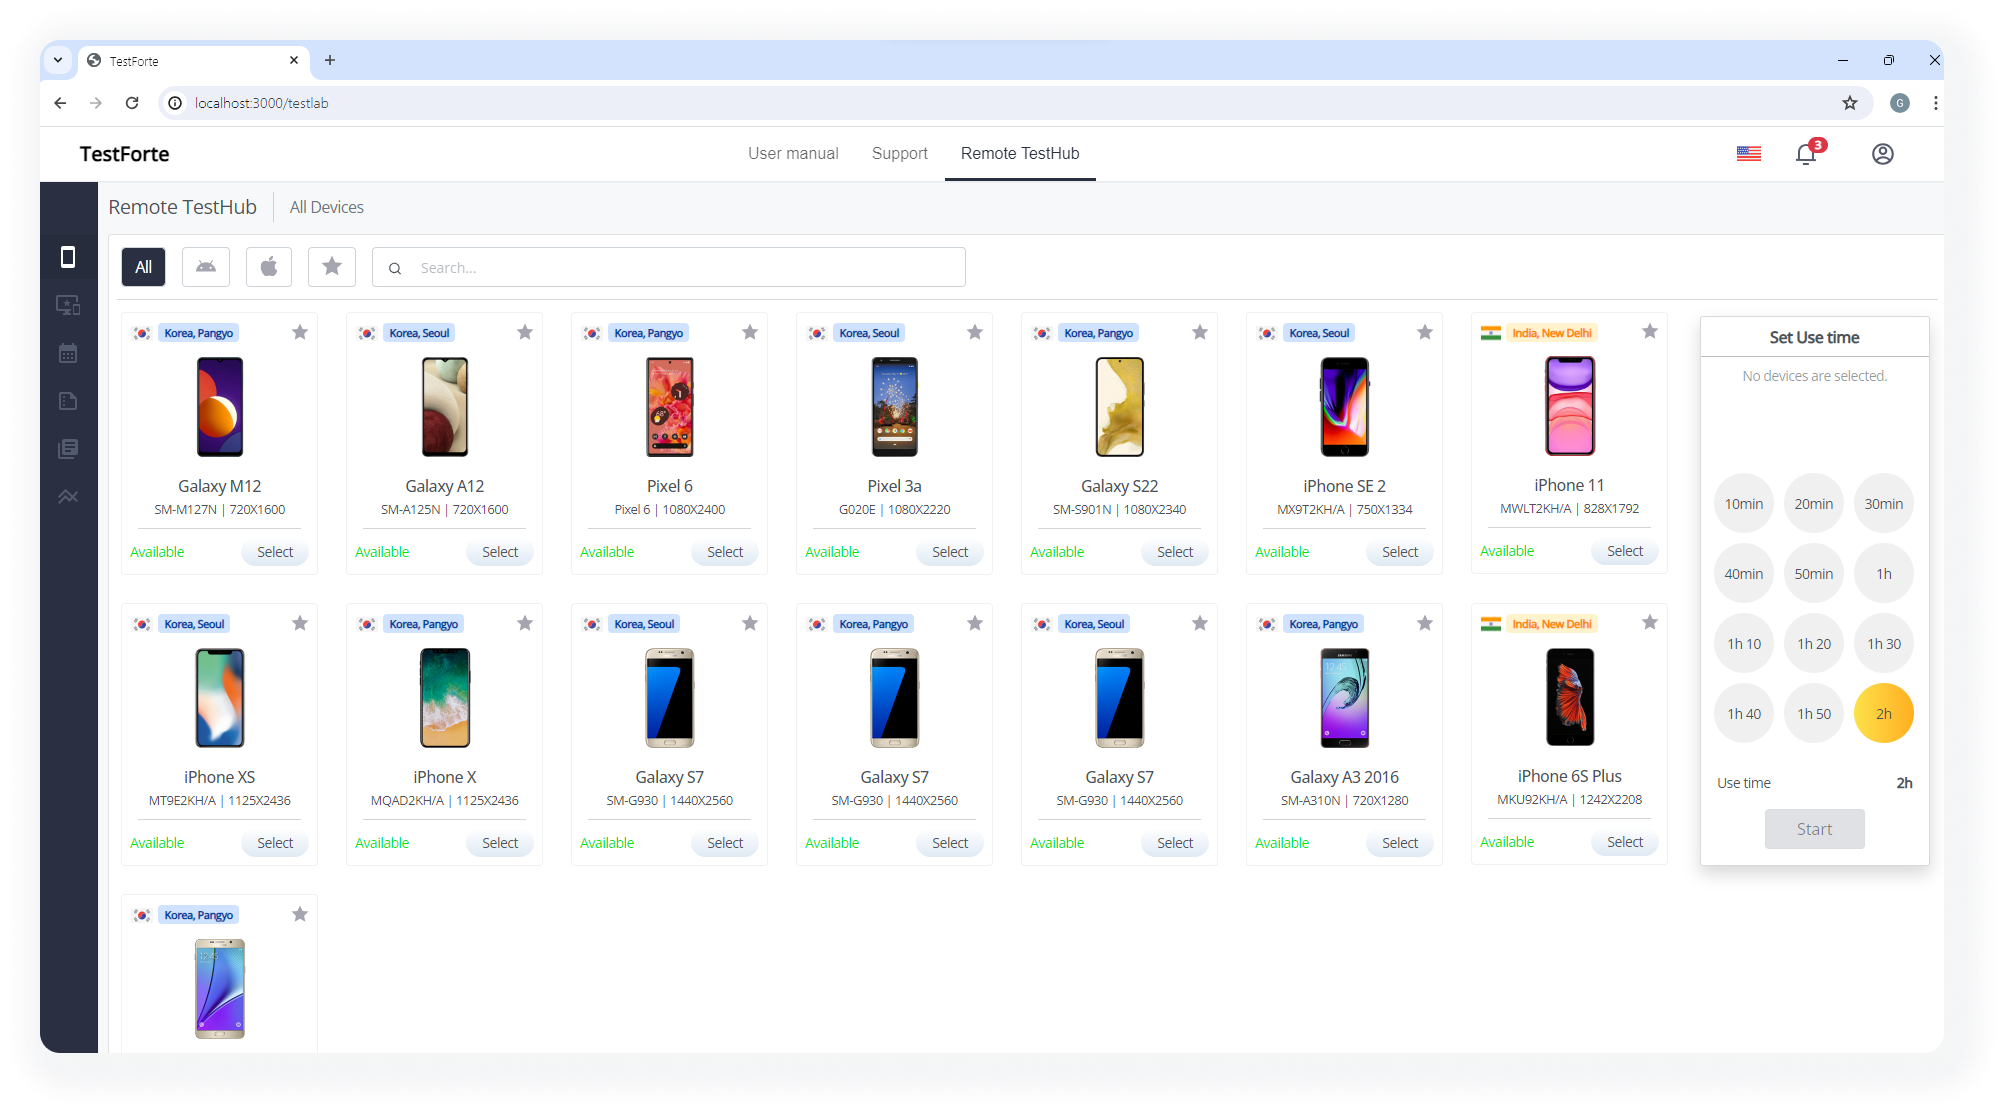 TestForte
localhost:3000/testlab
G
TestForte
User manual
Support
Remote TestHub
3
Remote TestHub
All Devices
All
Search...
Korea, Pangyo
Galaxy M12
SM-M127N | 720X1600
Available
Select
Korea, Seoul
Galaxy A12
SM-A125N | 720X1600
Available
Select
Korea, Pangyo
Pixel 6
Pixel 6 | 1080X2400
Available
Select
Korea, Seoul
Pixel 3a
G020E | 1080X2220
Available
Select
Korea, Pangyo
Galaxy S22
SM-S901N | 1080X2340
Available
Select
Korea, Seoul
iPhone SE 2
MX9T2KH/A | 750X1334
Available
Select
India, New Delhi
iPhone 11
MWLT2KH/A | 828X1792
Available
Select
Korea, Seoul
iPhone XS
MT9E2KH/A | 1125X2436
Available
Select
Korea, Pangyo
iPhone X
MQAD2KH/A | 1125X2436
Available
Select
Korea, Seoul
Galaxy S7
SM-G930 | 1440X2560
Available
Select
Korea, Pangyo
Galaxy S7
SM-G930 | 1440X2560
Available
Select
Korea, Seoul
Galaxy S7
SM-G930 | 1440X2560
Available
Select
Korea, Pangyo
12:45
Galaxy A3 2016
SM-A310N | 720X1280
Available
Select
India, New Delhi
iPhone 6S Plus
MKU92KH/A | 1242X2208
Available
Select
Korea, Pangyo
12:45
Set Use time
No devices are selected.
10min
20min
30min
40min
50min
1h
1h 10
1h 20
1h 30
1h 40
1h 50
2h
Use time
2h
Start